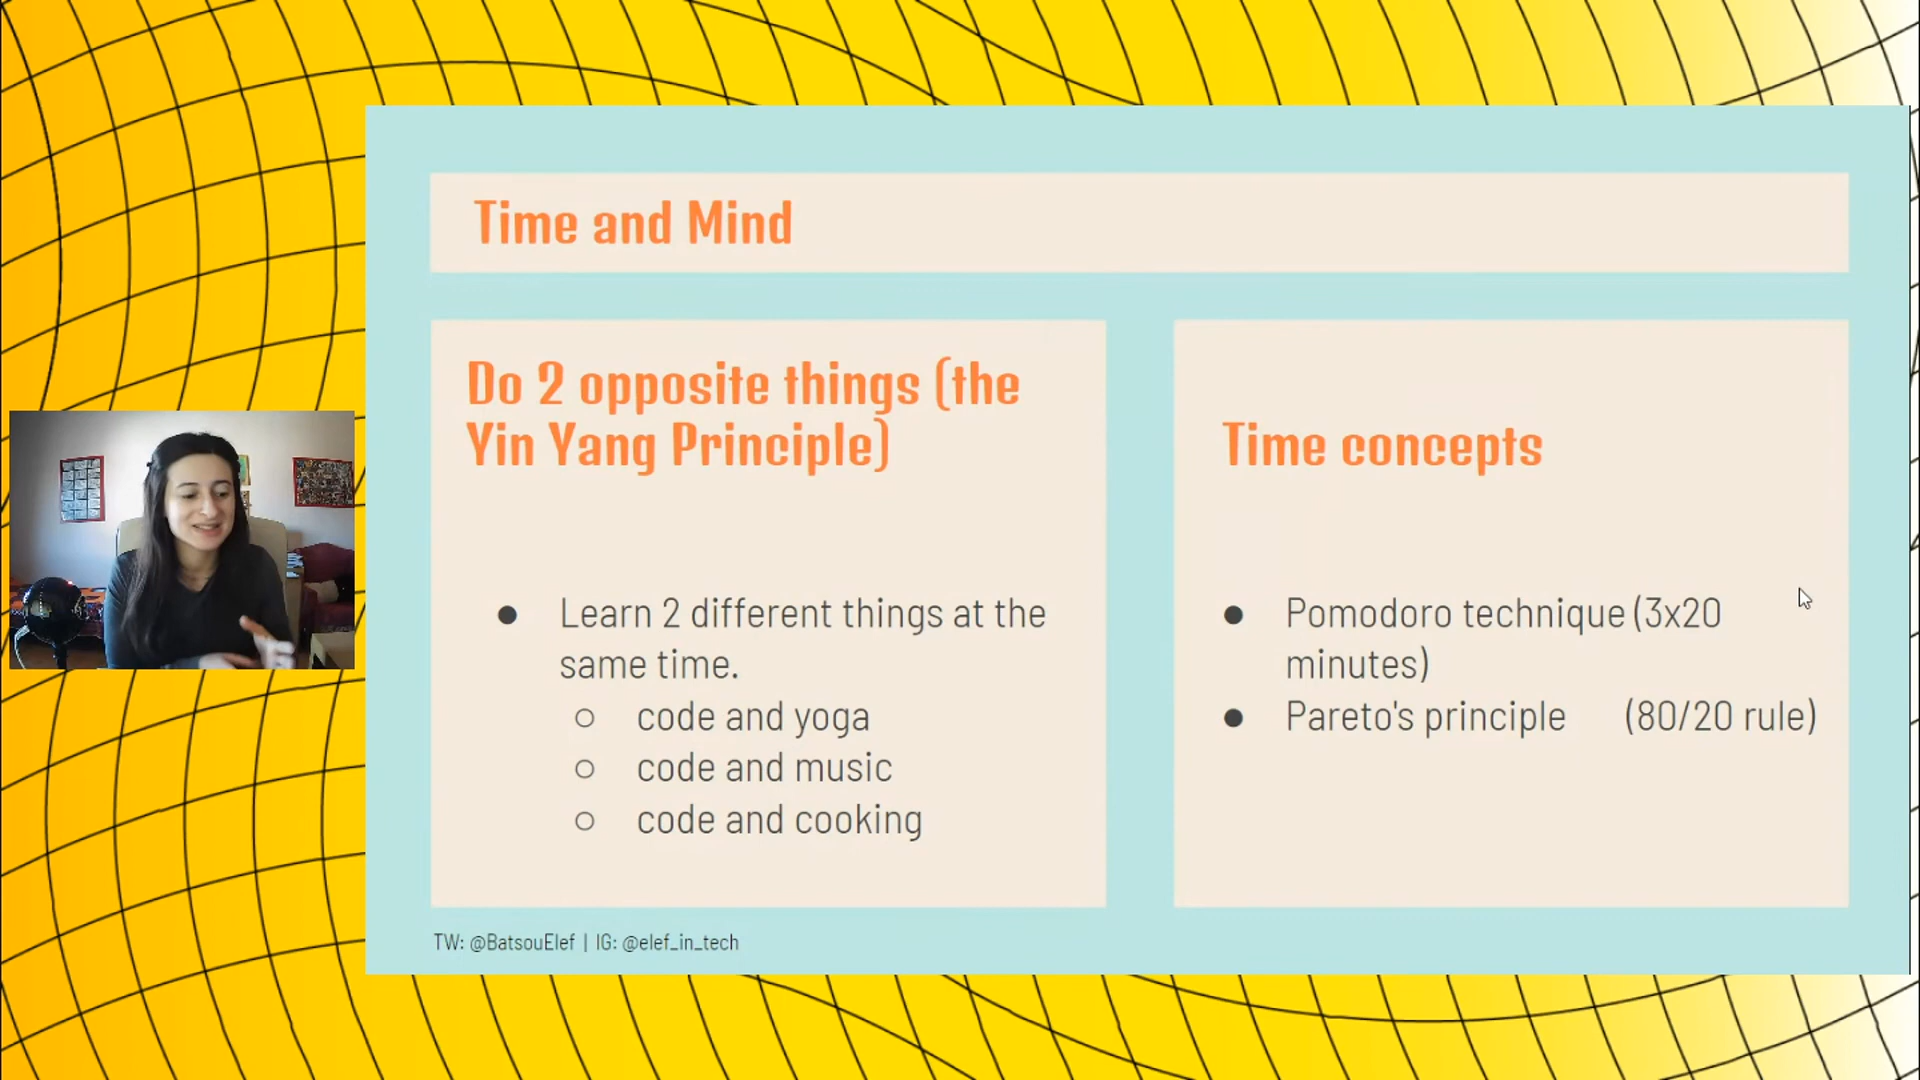 Time and Mind
Do 2 opposite things (the
Yin Yang Principle)
● Learn 2 different things at the
same time.
○ code and yoga
○ code and music
○ code and cooking
Time concepts
● Pomodoro technique (3x20
minutes)
● Pareto's principle (80/20 rule)
TW: @BatsouElef | IG: @elef_in_tech